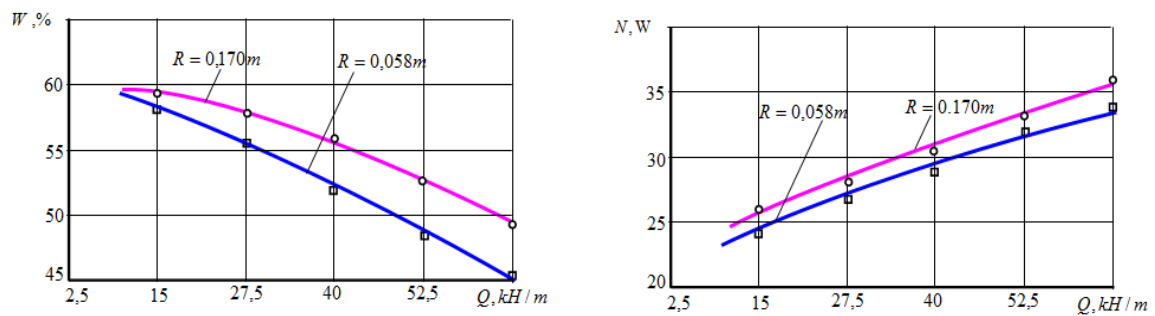 W ,%
60
55
50
45
R = 0,170m
R = 0,058m
2,5 15 27,5 40 52,5 Q, kH / m
N, W
35
30
25
20
R = 0,058m
R = 0.170m
2,5 15 27,5 40 52,5 Q, kH / m